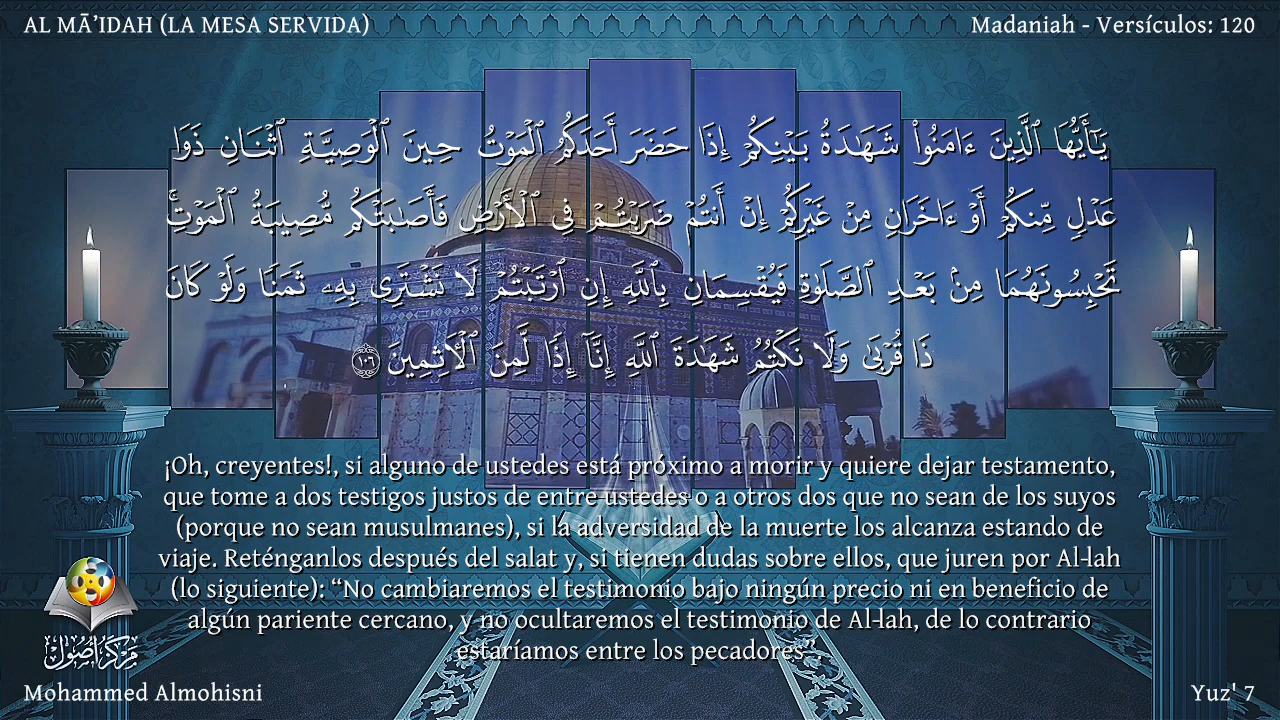 AL MĀ’IDAH (LA MESA SERVIDA)
Madaniah - Versículos: 120
يَـٰٓأَيُّهَا ٱلَّذِينَ ءَامَنُوا۟ شَهَـٰدَةُ بَيْنِكُمْ إِذَا حَضَرَ أَحَدَكُمُ ٱلْمَوْتُ حِينَ ٱلْوَصِيَّةِ ٱثْنَانِ ذَوَا
عَدْلٍ مِّنكُمْ أَوْ ءَاخَرَانِ مِنْ غَيْرِكُمْ إِنْ أَنتُمْ ضَرَبْتُمْ فِى ٱلْأَرْضِ فَأَصَـٰبَتْكُم مُّصِيبَةُ ٱلْمَوْتِ ۚ
تَحْبِسُونَهُمَا مِنۢ بَعْدِ ٱلصَّلَوٰةِ فَيُقْسِمَانِ بِٱللَّهِ إِنِ ٱرْتَبْتُمْ لَا نَشْتَرِى بِهِۦ ثَمَنًا وَلَوْ كَانَ
ذَا قُرْبَىٰ وَلَا نَكْتُمُ شَهَـٰدَةَ ٱللَّهِ إِنَّآ إِذًا لَّمِنَ ٱلْـَٔاثِمِينَ ١٠٦
¡Oh, creyentes!, si alguno de ustedes está próximo a morir y quiere dejar testamento,
que tome a dos testigos justos de entre ustedes o a otros dos que no sean de los suyos
(porque no sean musulmanes), si la adversidad de la muerte los alcanza estando de
viaje. Reténganlos después del salat y, si tienen dudas sobre ellos, que juren por Al-lah
(lo siguiente): “No cambiaremos el testimonio bajo ningún precio ni en beneficio de
algún pariente cercano, y no ocultaremos el testimonio de Al-lah, de lo contrario
estaríamos entre los pecadores”
مركز أصول
Mohammed Almohisni
Yuz' 7